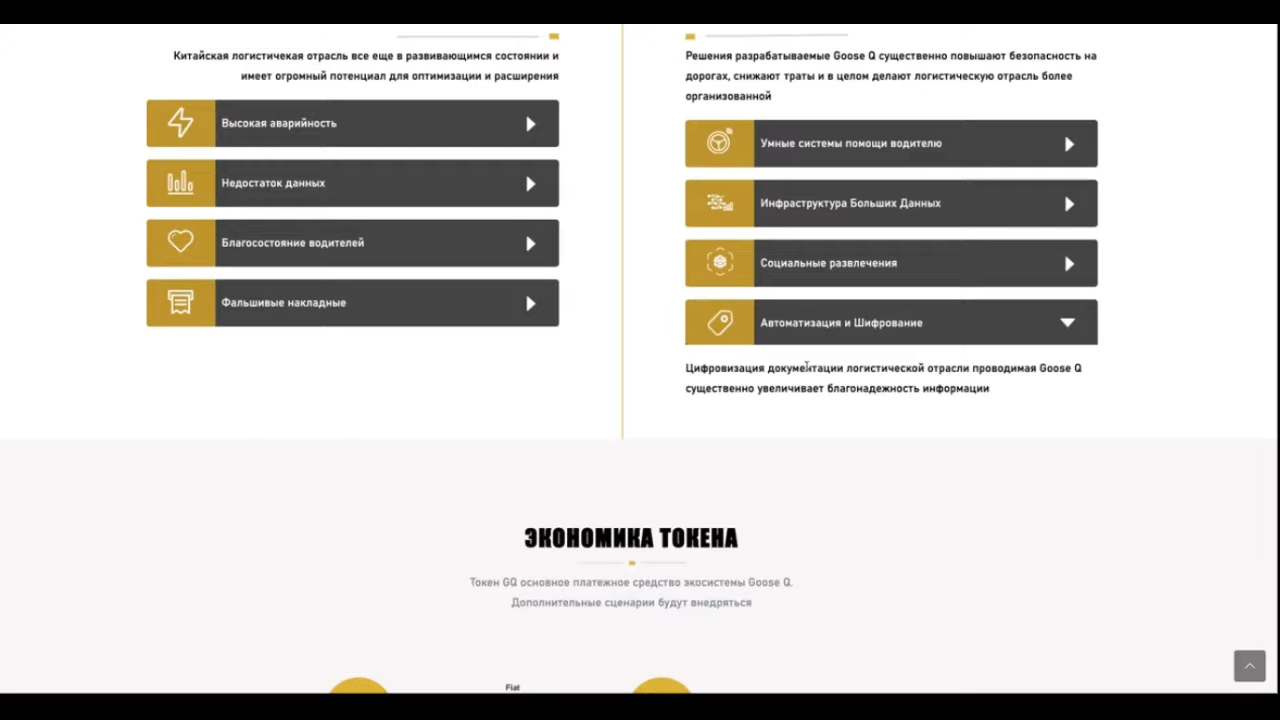 Китайская логистичекая отрасль все еще в развивающимся состоянии и
имеет огромный потенциал для оптимизации и расширения
Высокая аварийность
Недостаток данных
Благосостояние водителей
Фальшивые накладные
Решения разрабатываемые Goose Q существенно повышают безопасность на
дорогах, снижают траты и в целом делают логистическую отрасль более
организованной
Умные системы помощи водителю
Инфраструктура Больших Данных
Социальные развлечения
Автоматизация и Шифрование
Цифровизация документации логистической отрасли проводимая Goose Q
существенно увеличивает благонадежность информации
ЭКОНОМИКА ТОКЕНА
Токен GQ основное платежное средство экосистемы Goose Q.
Дополнительные сценарии будут внедряться
Fiat